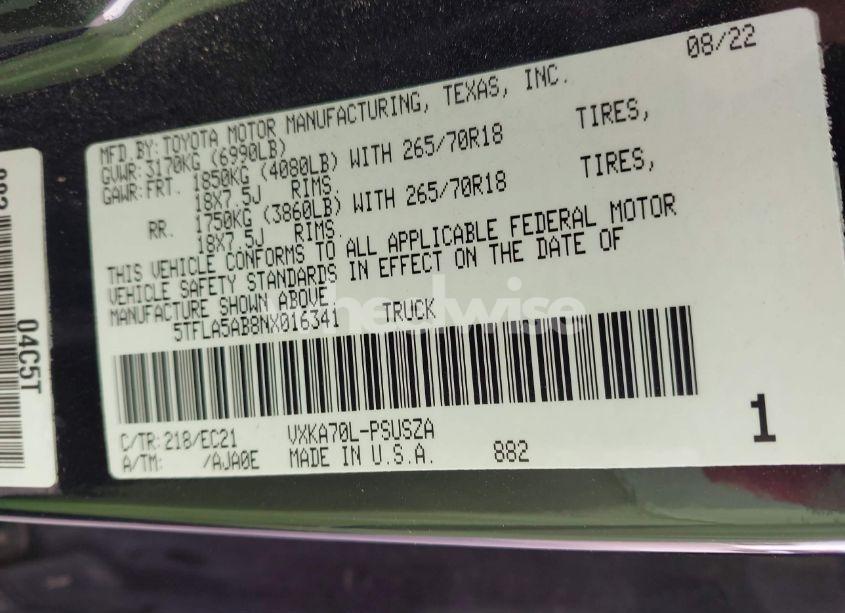 08/22
MFD.BY:TOYOTA MOTOR MANUFACTURING, TEXAS, INC.
GVWR:3170KG (6990LB)
GAWR:FRT. 1850KG (4080LB) WITH 265/70R18 TIRES,
18X7.5J RIMS.
RR. 1750KG (3860LB) WITH 265/70R18 TIRES,
18X7.5J RIMS.
THIS VEHICLE CONFORMS TO ALL APPLICABLE FEDERAL MOTOR
VEHICLE SAFETY STANDARDS IN EFFECT ON THE DATE OF
MANUFACTURE SHOWN ABOVE.
5TFLA5AB8NX016341 TRUCK
C/TR:218/EC21 VXKA70L-PSUSZA
A/TM: /AJA0E MADE IN U.S.A. 882
1
04C5T